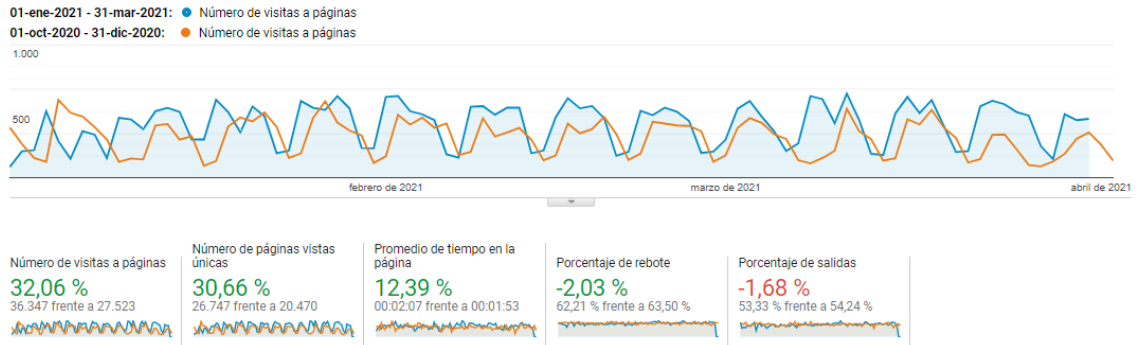 01-ene-2021 - 31-mar-2021: Número de visitas a páginas
01-oct-2020 - 31-dic-2020: Número de visitas a páginas
1.000
500
febrero de 2021 marzo de 2021 abril de 2021
Número de visitas a páginas
32,06 %
36.347 frente a 27.523
Número de páginas vistas
únicas
30,66 %
26.747 frente a 20.470
Promedio de tiempo en la
página
12,39 %
00:02:07 frente a 00:01:53
Porcentaje de rebote
-2,03 %
62,21 % frente a 63,50 %
Porcentaje de salidas
-1,68 %
53,33 % frente a 54,24 %